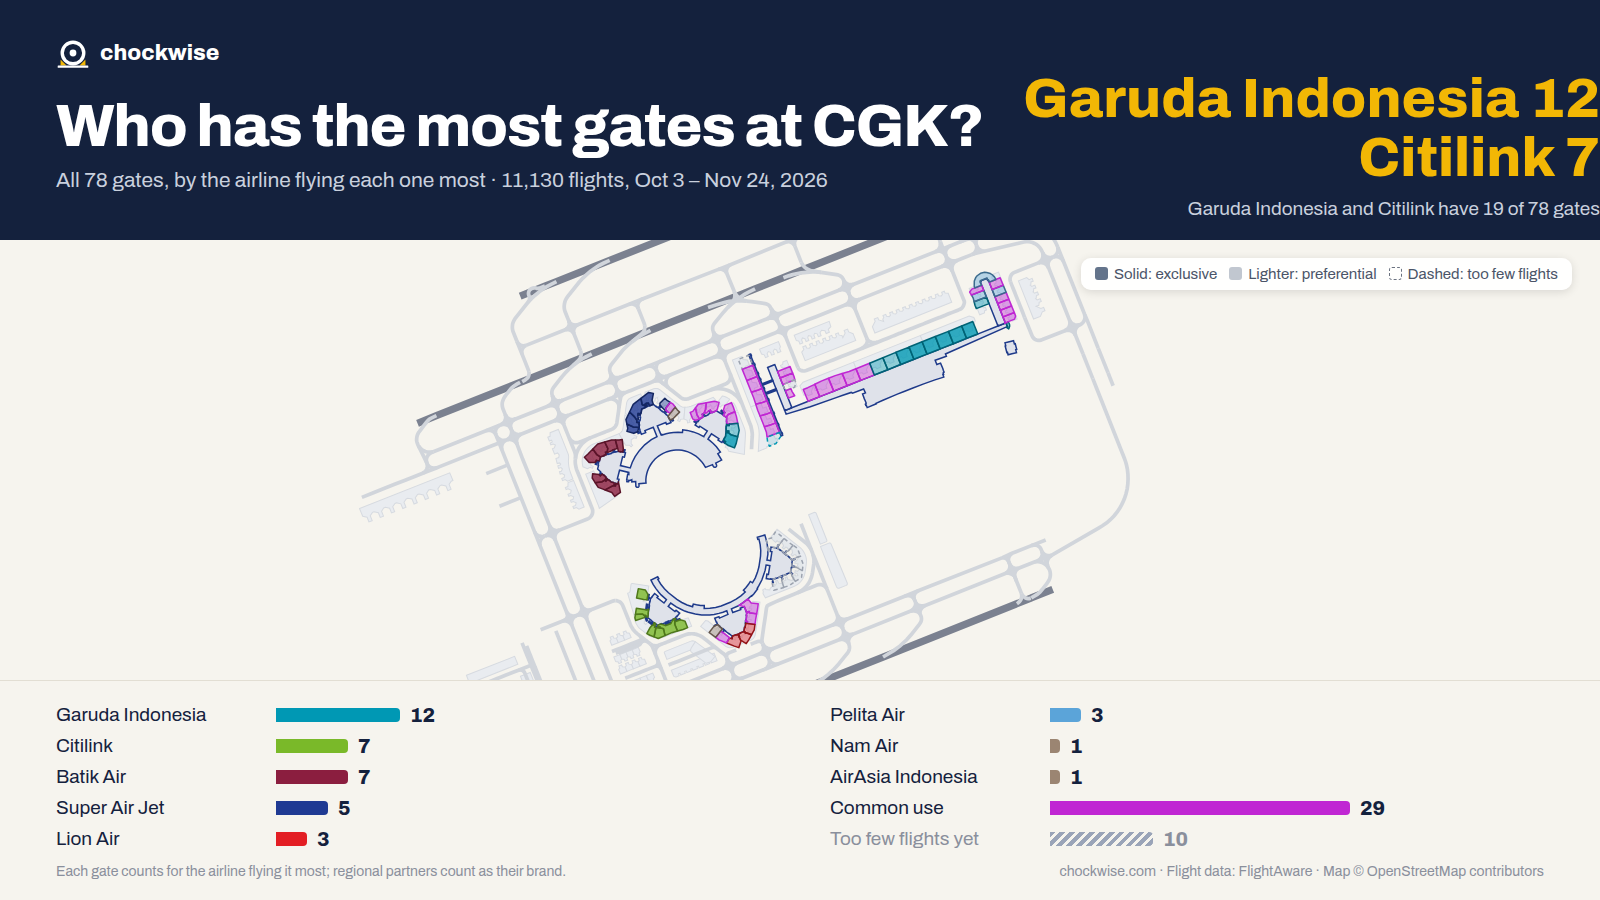 chockwise
Who has the most gates at CGK?
All 78 gates, by the airline flying each one most · 11,130 flights, Oct 3 – Nov 24, 2026
Garuda Indonesia 12
Citilink 7
Garuda Indonesia and Citilink have 19 of 78 gates
Solid: exclusive
Lighter: preferential
Dashed: too few flights
Garuda Indonesia 12
Citilink 7
Batik Air 7
Super Air Jet 5
Lion Air 3
Pelita Air 3
Nam Air 1
AirAsia Indonesia 1
Common use 29
Too few flights yet 10
Each gate counts for the airline flying it most; regional partners count as their brand.
chockwise.com · Flight data: FlightAware · Map © OpenStreetMap contributors